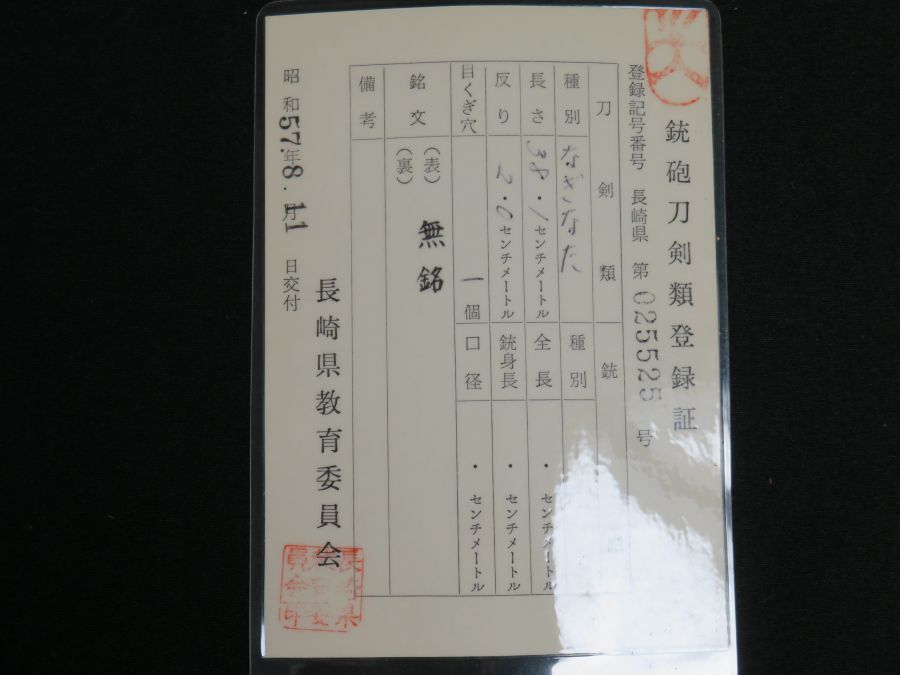 銃砲刀剣類登録証
登録記号番号 長崎県 第 025525 号
刀剣類
銃
種別 なぎなた
種別
長さ 38.1 センチメートル
全長 ・ センチメートル
反り 2.0 センチメートル
銃身長 ・ センチメートル
目くぎ穴 一個
口径 ・ センチメートル
銘文
(表) 無銘
(裏)
備考
長崎県教育委員会
昭和57年8.月11日交付